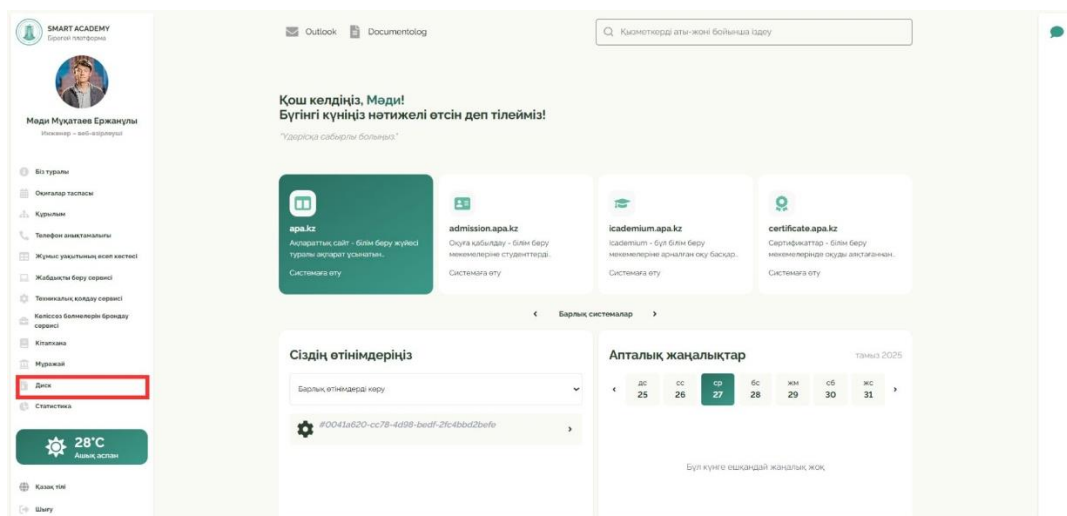 SMART ACADEMY
Бірегей платформа
Мәди Мұқатаев Ержанұлы
Инженер – веб-әзірлеуші
Біз туралы
Оқиғалар таспасы
Құрылым
Телефон анықтамалығы
Жұмыс уақытының есеп кестесі
Жабдықты беру сервисі
Техникалық қолдау сервисі
Келіссөз бөлмелерін брондау
сервисі
Кітапхана
Мұражай
Диск
Статистика
28°C
Ашық аспан
Қазақ тілі
Шығу
Outlook
Documentolog
Қызметкерді аты-жөні бойынша іздеу
Қош келдіңіз, Мәди!
Бүгінгі күніңіз нәтижелі өтсін деп тілейміз!
"Үдеріске сабырлы болыңыз."
apa.kz
Ақпараттық сайт - білім беру жүйесі
туралы ақпарат ұсынатын..
Системаға өту
admission.apa.kz
Оқуға қабылдау - білім беру
мекемелеріне студенттерді..
Системаға өту
icademium.apa.kz
Icademium - бұл білім беру
мекемелеріне арналған оқу басқар..
Системаға өту
certificate.apa.kz
Сертификаттар - білім беру
мекемелерінде оқуды аяқтағаннан..
Системаға өту
‹ Барлық системалар ›
Сіздің өтінімдеріңіз
Барлық өтінімдерді көру
#0041a620-cc78-4d98-bedf-2fc4bbd2befe
Апталық жаңалықтар
тамыз 2025
дс сс ср бс жм сб жс
25 26 27 28 29 30 31
Бұл күнге ешқандай жаңалық жоқ